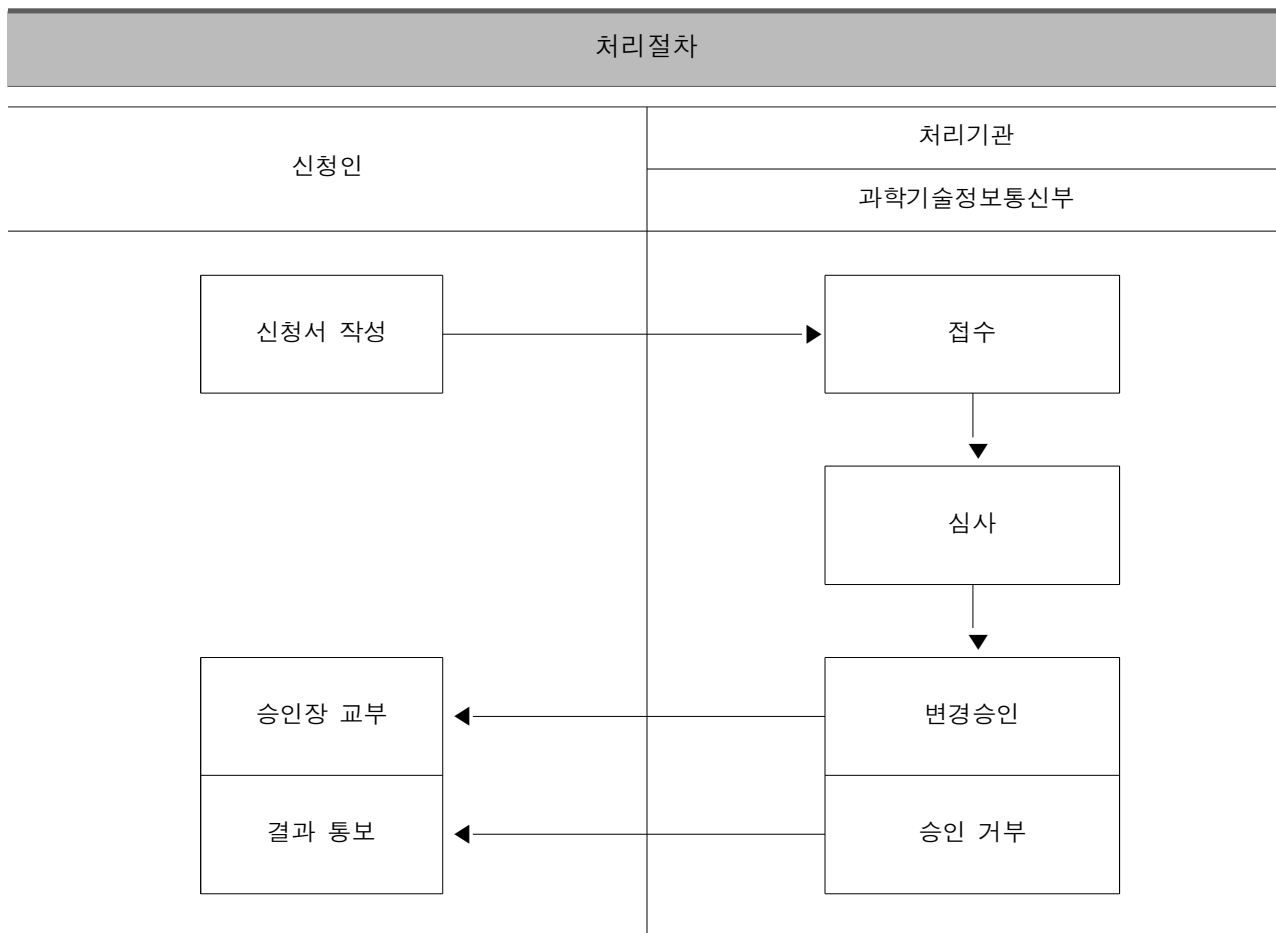 처리절차
신청인
처리기관
과학기술정보통신부
신청서 작성
접수
심사
승인장 교부
변경승인
결과 통보
승인 거부